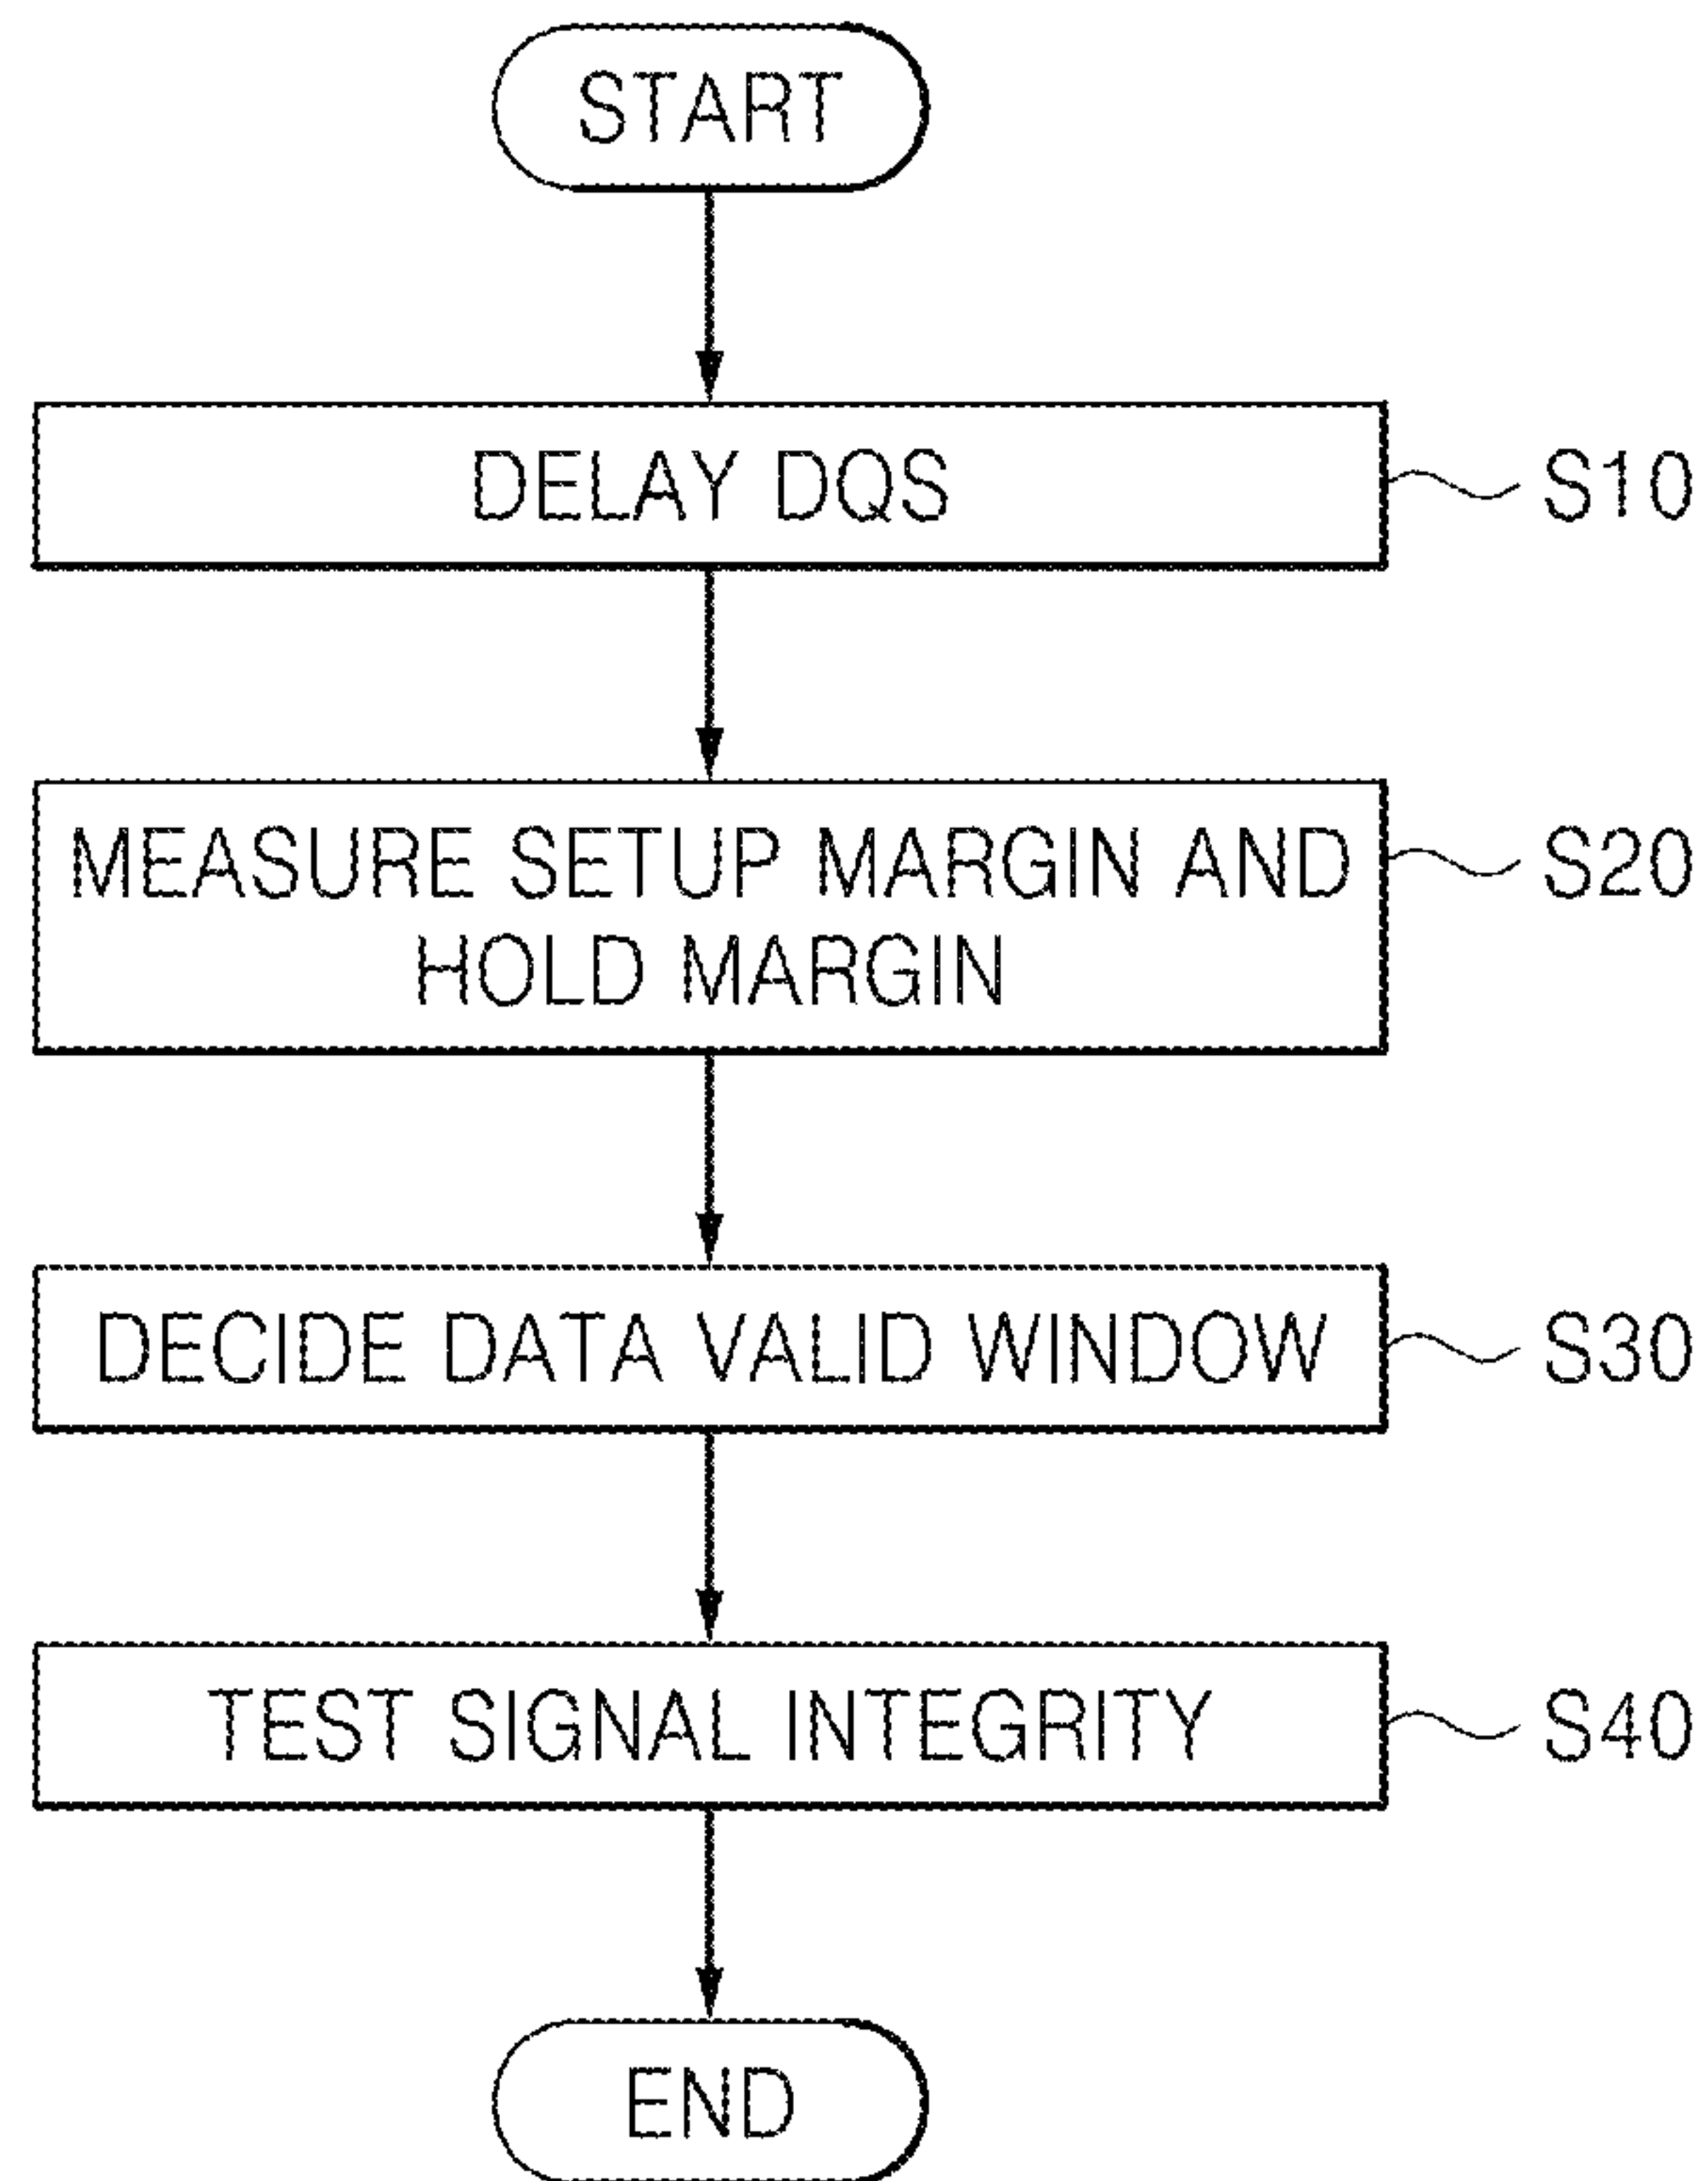 START
DELAY DQS
S10
MEASURE SETUP MARGIN AND
HOLD MARGIN
S20
DECIDE DATA VALID WINDOW
S30
TEST SIGNAL INTEGRITY
S40
END